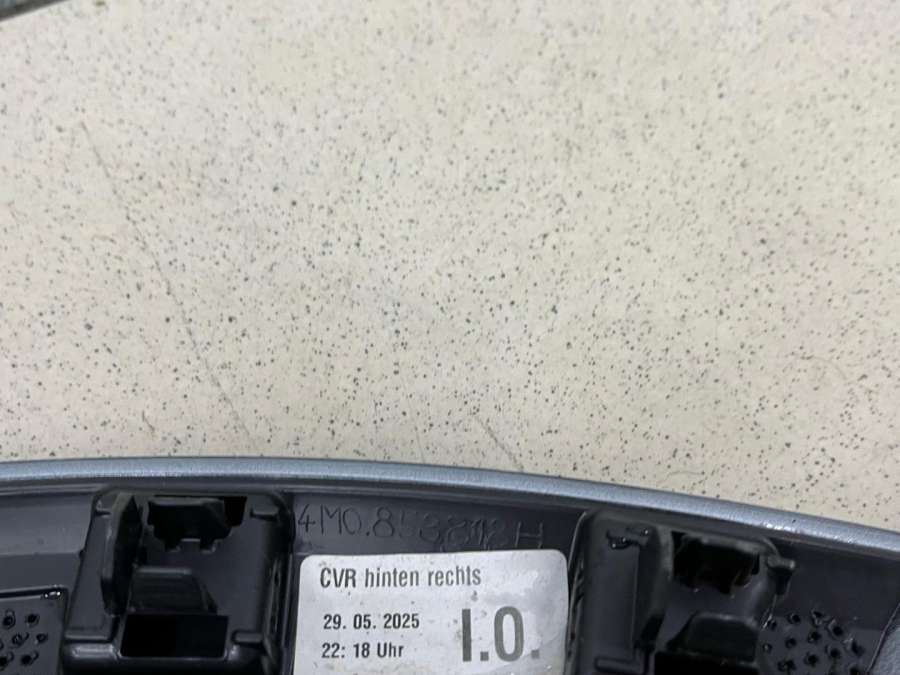 CVR hinten rechts
29. 05. 2025
22: 18 Uhr
I.O.